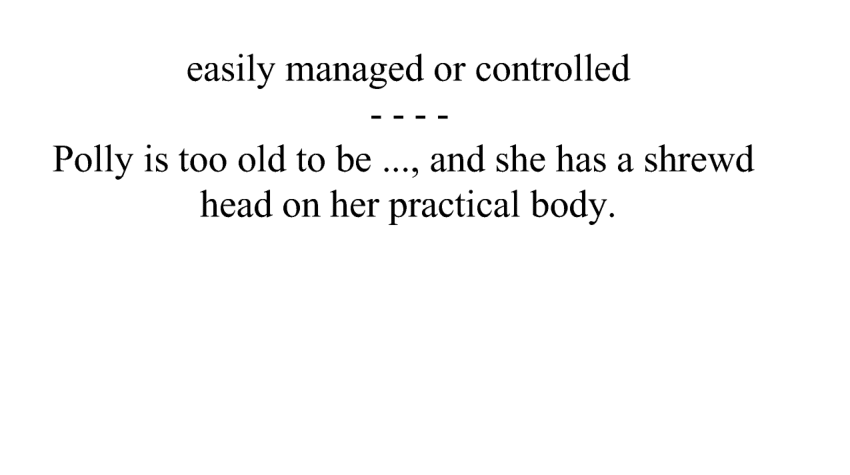 easily managed or controlled
- - - -
Polly is too old to be ..., and she has a shrewd
head on her practical body.